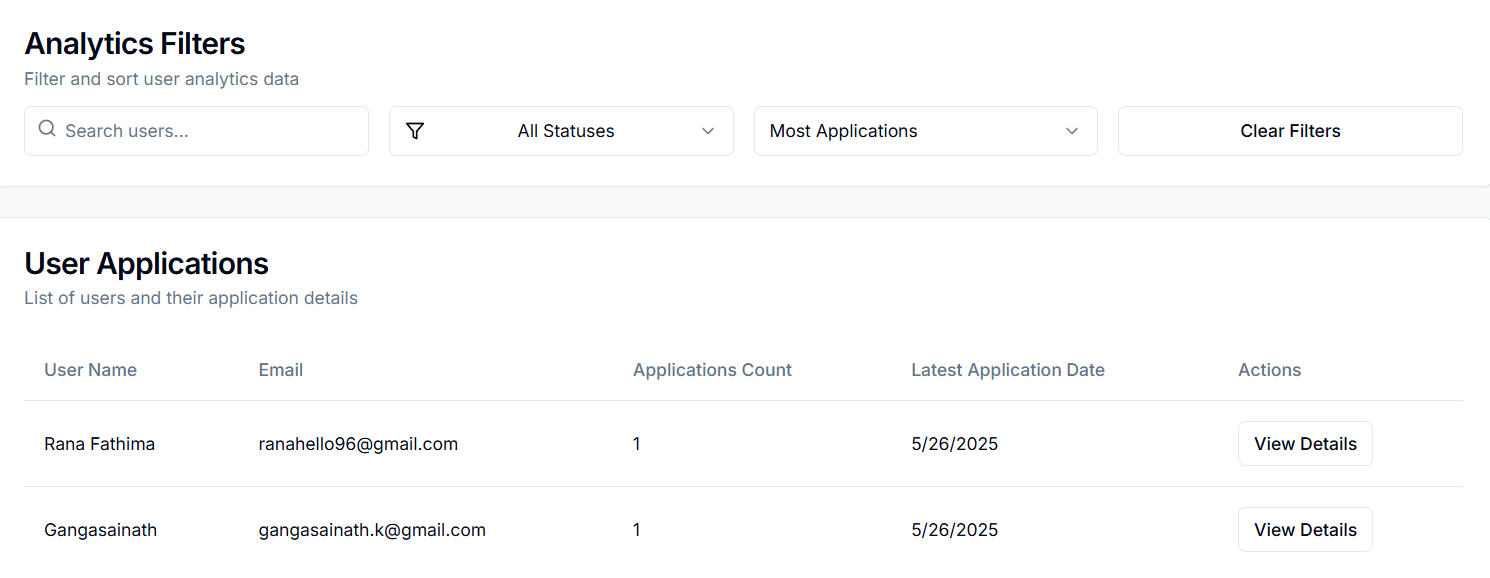 Analytics Filters
Filter and sort user analytics data
Search users...
All Statuses
Most Applications
Clear Filters
User Applications
List of users and their application details
User Name Email Applications Count Latest Application Date Actions
Rana Fathima ranahello96@gmail.com 1 5/26/2025 View Details
Gangasainath gangasainath.k@gmail.com 1 5/26/2025 View Details